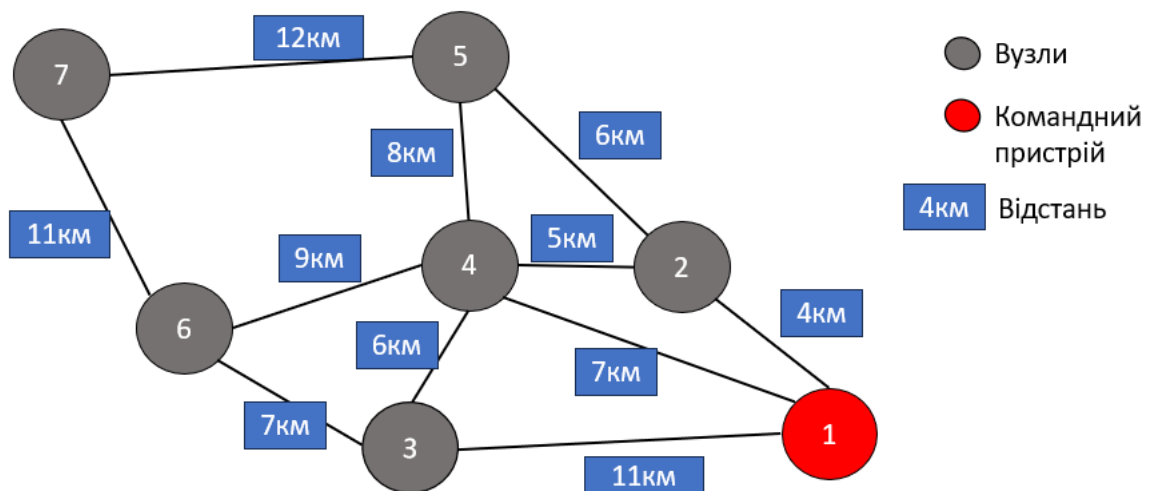 12км
7
5
8км
6км
11км
9км
4
5км
2
6
6км
7км
4км
7км
3
1
11км
Вузли
Командний
пристрій
4км Відстань